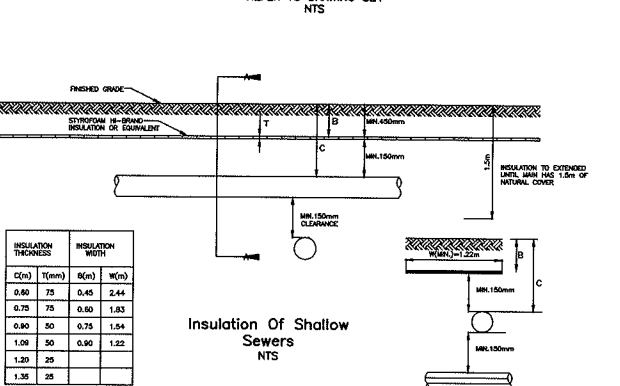 NTS
A
FINISHED GRADE
STYROFOAM HI-BRAND
INSULATION OR EQUIVALENT
T
B
MIN.450mm
C
MIN.150mm
1.5m
INSULATION TO EXTENDED
UNTIL MAIN HAS 1.5m OF
NATURAL COVER
MIN.150mm
CLEARANCE
A
INSULATION THICKNESS INSULATION WIDTH
C(m) T(mm) B(m) W(m)
0.60 75 0.45 2.44
0.75 75 0.60 1.83
0.90 50 0.75 1.54
1.09 50 0.90 1.22
1.20 25
1.35 25
Insulation Of Shallow
Sewers
NTS
W(MIN.)=1.22m
B
C
MIN.150mm
MIN.150mm